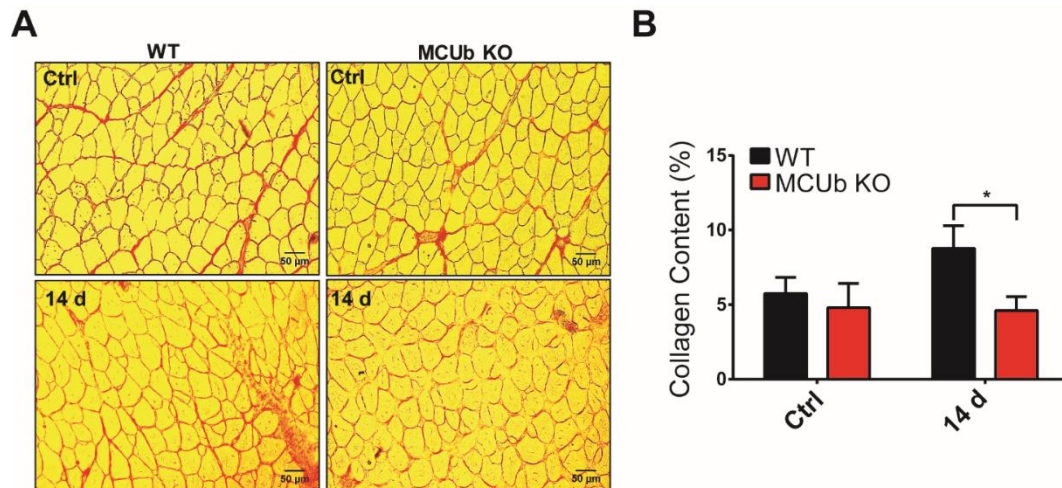 A
WT
MCUb KO
Ctrl
50 µm
Ctrl
50 µm
14 d
50 µm
14 d
50 µm
B
Collagen Content (%)
15
10
5
0
WT
MCUb KO
*
Ctrl
14 d